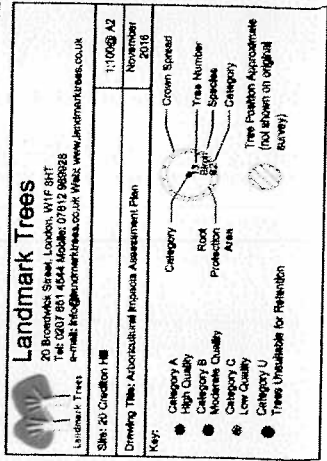 Landmark Trees
Landmark Trees
20 Broadwick Street, London, W1F 8HT
Tel: 0207 851 4544 Mobile: 07812 989928
e-mail: info@landmarktrees.co.uk Web: www.landmarktrees.co.uk
Site: 20 Crediton Hill
1:100@ A2
Drawing Title: Arboricultural Impacts Assessment Plan
November
2016
Key:
Category A
High Quality
Category B
Moderate Quality
Category C
Low Quality
Category U
Trees Unsuitable for Retention
Category
Root
Protection
Area
Crown Spread
Tree Number
Species
Category
Tree Position Approximate
(not shown on original
survey)